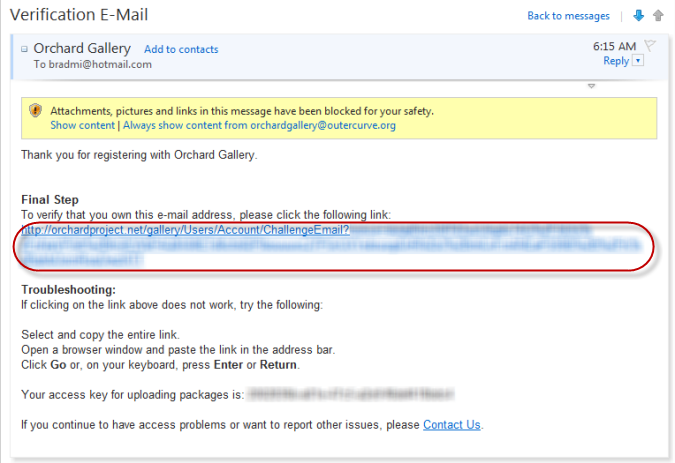 Verification E-Mail
Back to messages
Orchard Gallery Add to contacts
6:15 AM
To bradmi@hotmail.com
Reply
Attachments, pictures and links in this message have been blocked for your safety.
Show content | Always show content from orchardgallery@outercurve.org
Thank you for registering with Orchard Gallery.
Final Step
To verify that you own this e-mail address, please click the following link:
http://orchardproject.net/gallery/Users/Account/ChallengeEmail?
Troubleshooting:
If clicking on the link above does not work, try the following:
Select and copy the entire link.
Open a browser window and paste the link in the address bar.
Click Go or, on your keyboard, press Enter or Return.
Your access key for uploading packages is:
If you continue to have access problems or want to report other issues, please Contact Us.